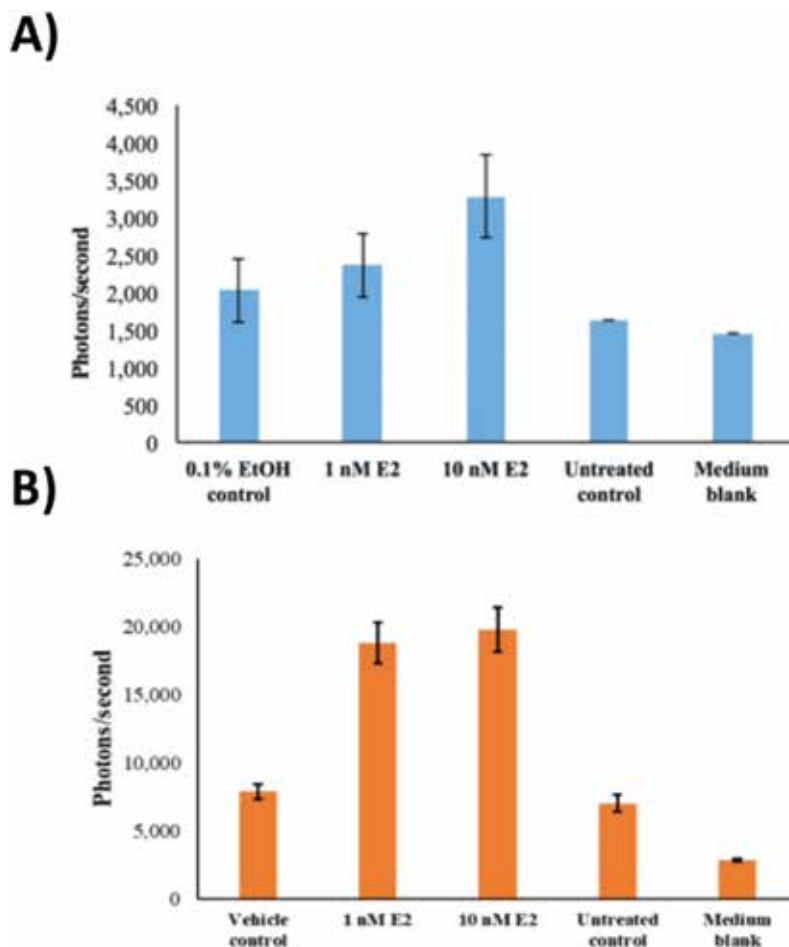 A)
Photons/second
4,500
4,000
3,500
3,000
2,500
2,000
1,500
1,000
500
0
0.1% EtOH
control
1 nM E2
10 nM E2
Untreated
control
Medium
blank
B)
Photons/second
25,000
20,000
15,000
10,000
5,000
0
Vehicle
control
1 nM E2
10 nM E2
Untreated
control
Medium
blank